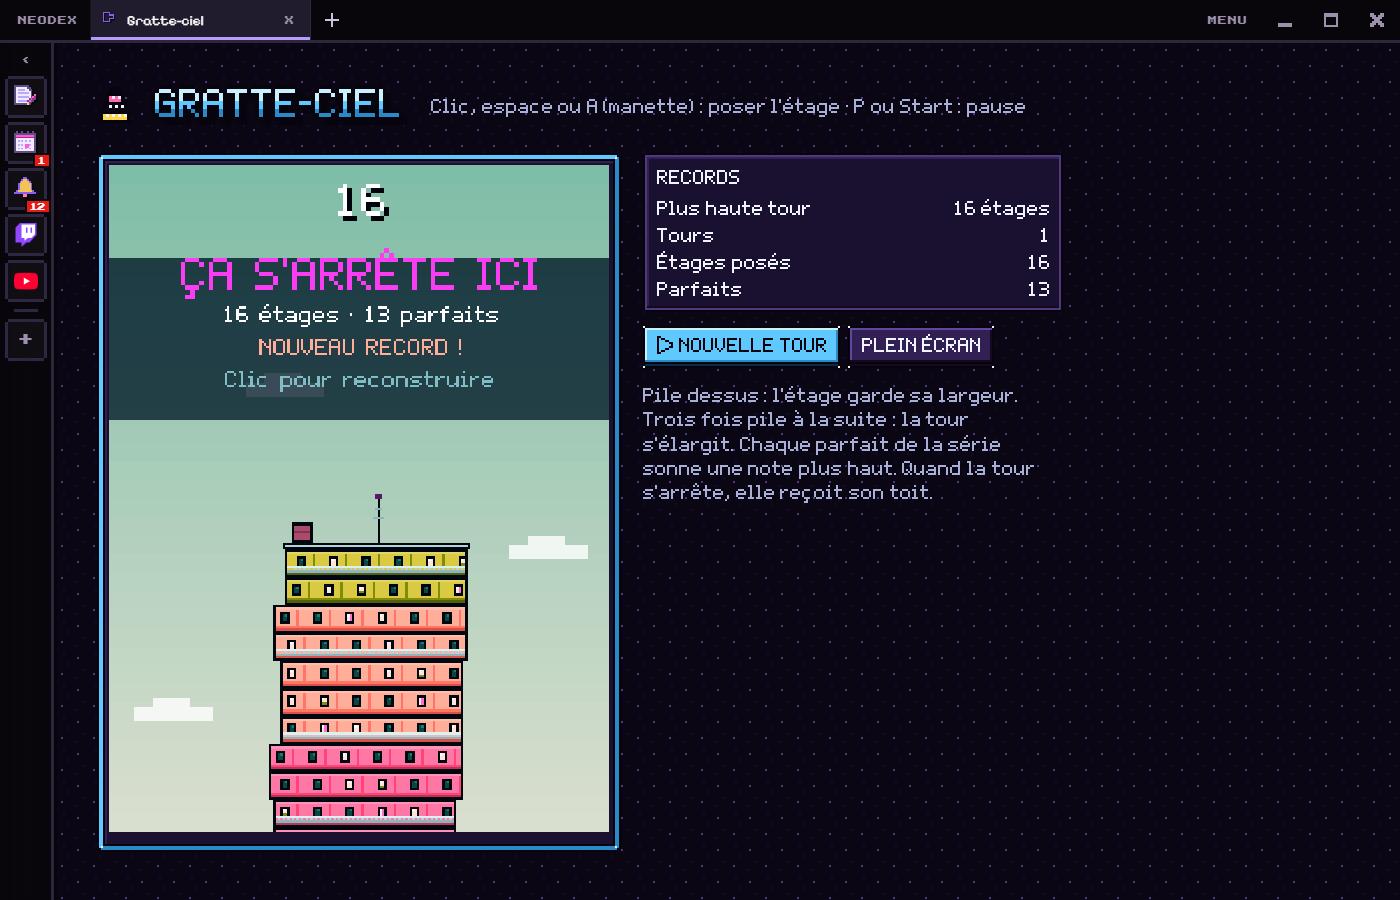 NEODEX
Gratte-ciel
MENU
GRATTE-CIEL
Clic, espace ou A (manette) : poser l'étage · P ou Start : pause
1
12
16
ÇA S'ARRÊTE ICI
16 étages · 13 parfaits
NOUVEAU RECORD !
Clic pour reconstruire
RECORDS
Plus haute tour 16 étages
Tours 1
Étages posés 16
Parfaits 13
NOUVELLE TOUR
PLEIN ÉCRAN
Pile dessus : l'étage garde sa largeur.
Trois fois pile à la suite : la tour
s'élargit. Chaque parfait de la série
sonne une note plus haut. Quand la tour
s'arrête, elle reçoit son toit.